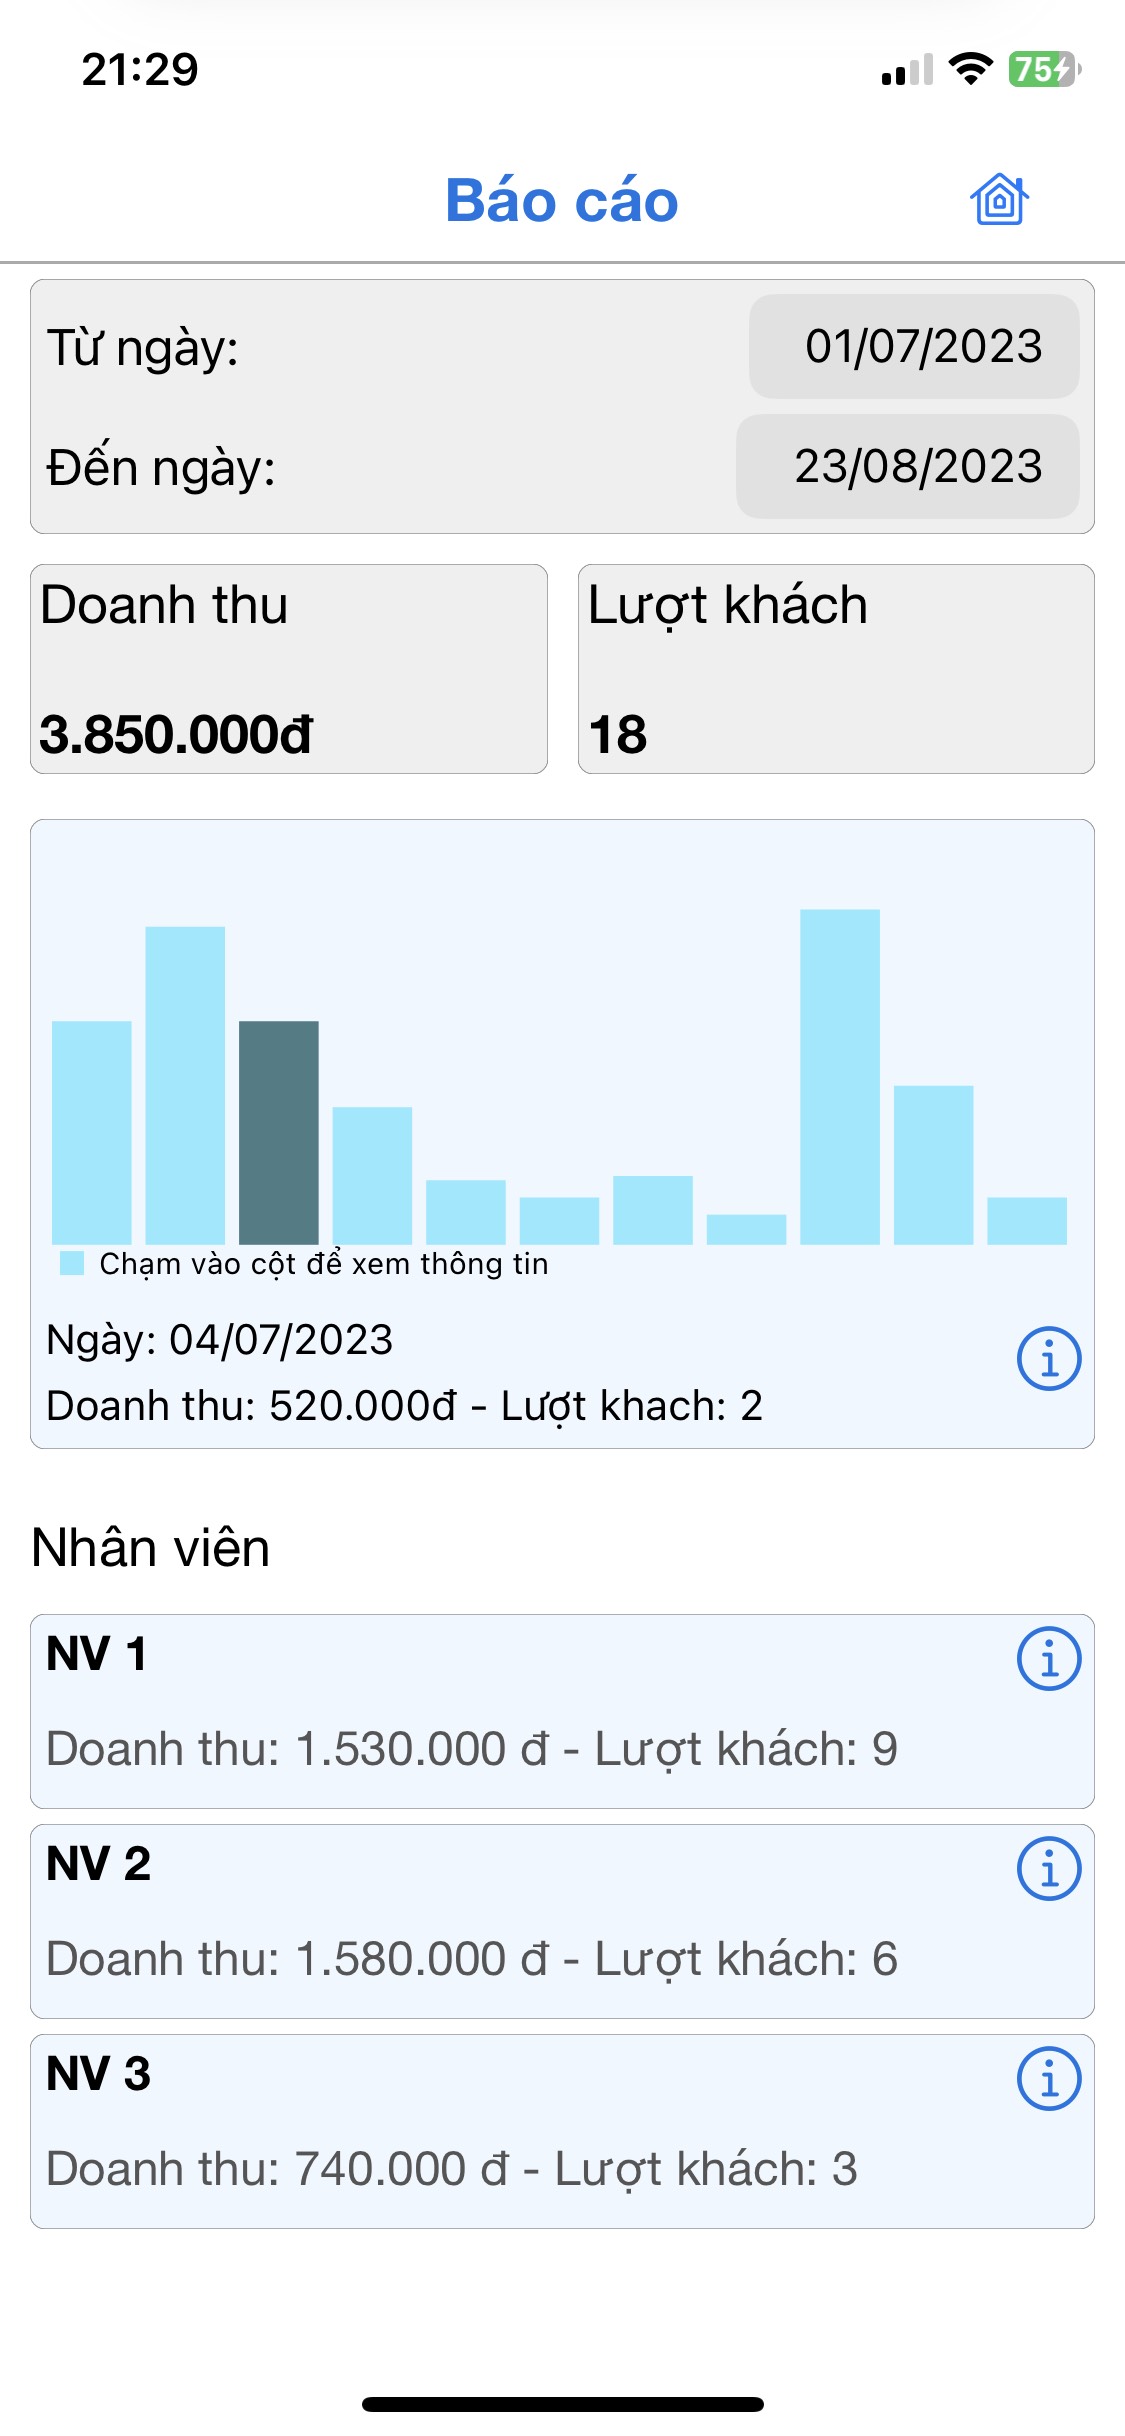 21:29
75
Báo cáo
Từ ngày:
01/07/2023
Đến ngày:
23/08/2023
Doanh thu
3.850.000đ
Lượt khách
18
Chạm vào cột để xem thông tin
Ngày: 04/07/2023
Doanh thu: 520.000đ - Lượt khach: 2
Nhân viên
NV 1
Doanh thu: 1.530.000 đ - Lượt khách: 9
NV 2
Doanh thu: 1.580.000 đ - Lượt khách: 6
NV 3
Doanh thu: 740.000 đ - Lượt khách: 3